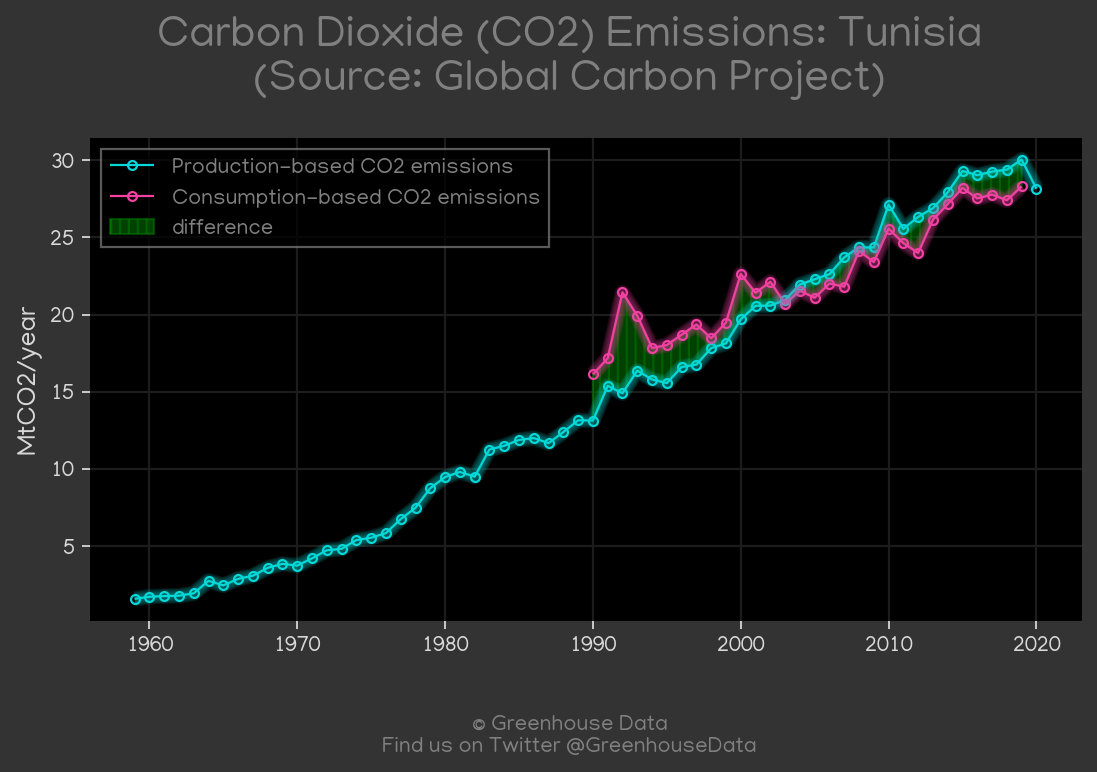 Carbon Dioxide (CO2) Emissions: Tunisia
(Source: Global Carbon Project)
Production-based CO2 emissions
Consumption-based CO2 emissions
difference
MtCO2/year
30
25
20
15
10
5
1960 1970 1980 1990 2000 2010 2020
© Greenhouse Data
Find us on Twitter @GreenhouseData